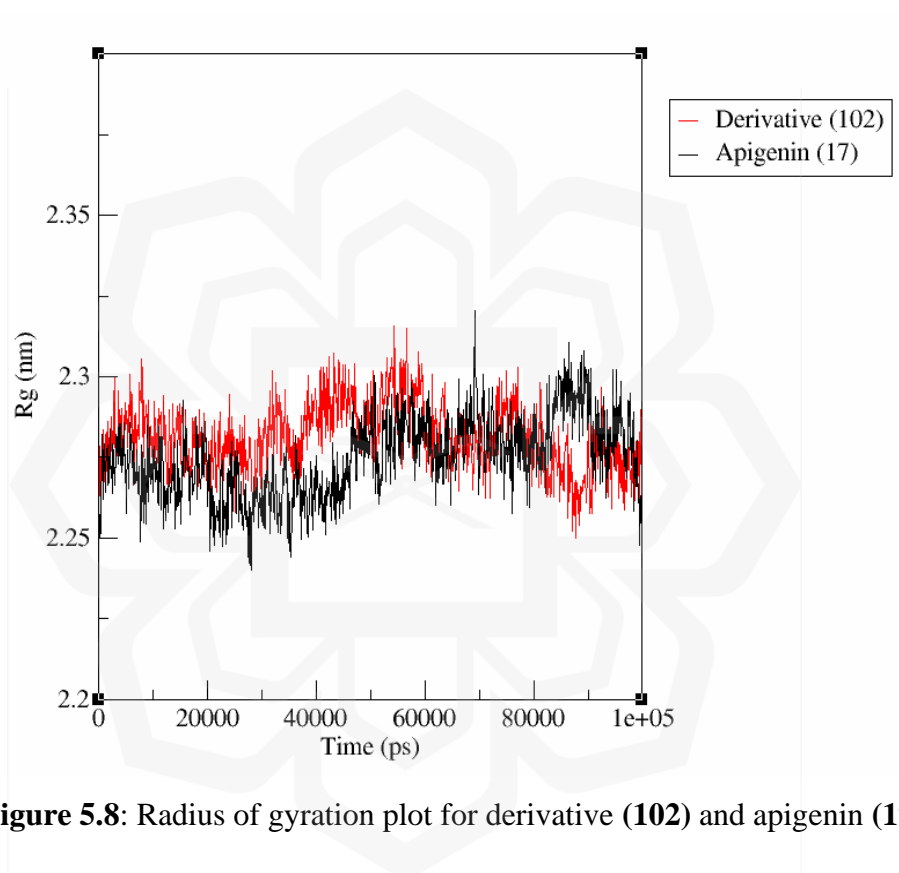 Derivative (102)
Apigenin (17)
2.35
2.3
2.25
2.2
Rg (nm)
0 20000 40000 60000 80000 1e+05
Time (ps)
igure 5.8: Radius of gyration plot for derivative (102) and apigenin (1